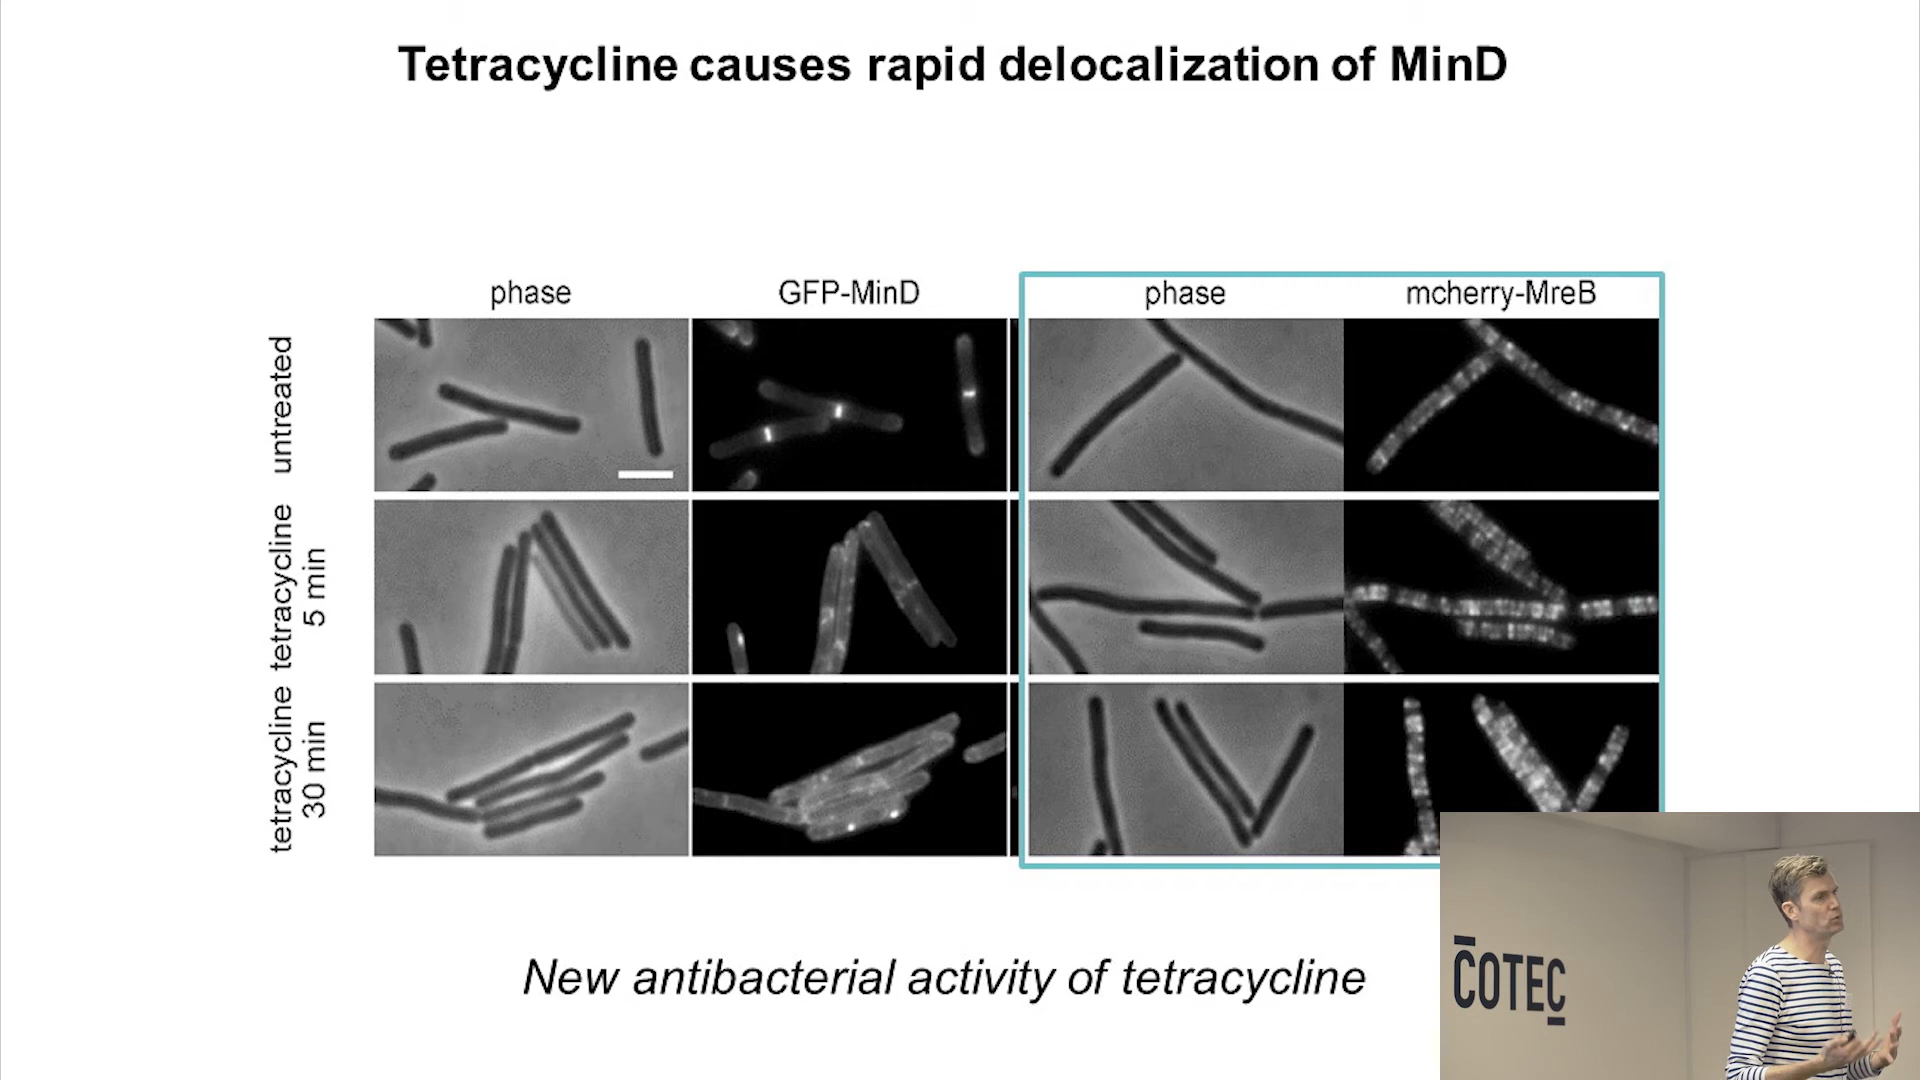 Tetracycline causes rapid delocalization of MinD
phase
GFP-MinD
phase
mcherry-MreB
untreated
tetracycline
5 min
tetracycline
30 min
New antibacterial activity of tetracycline
COTEC